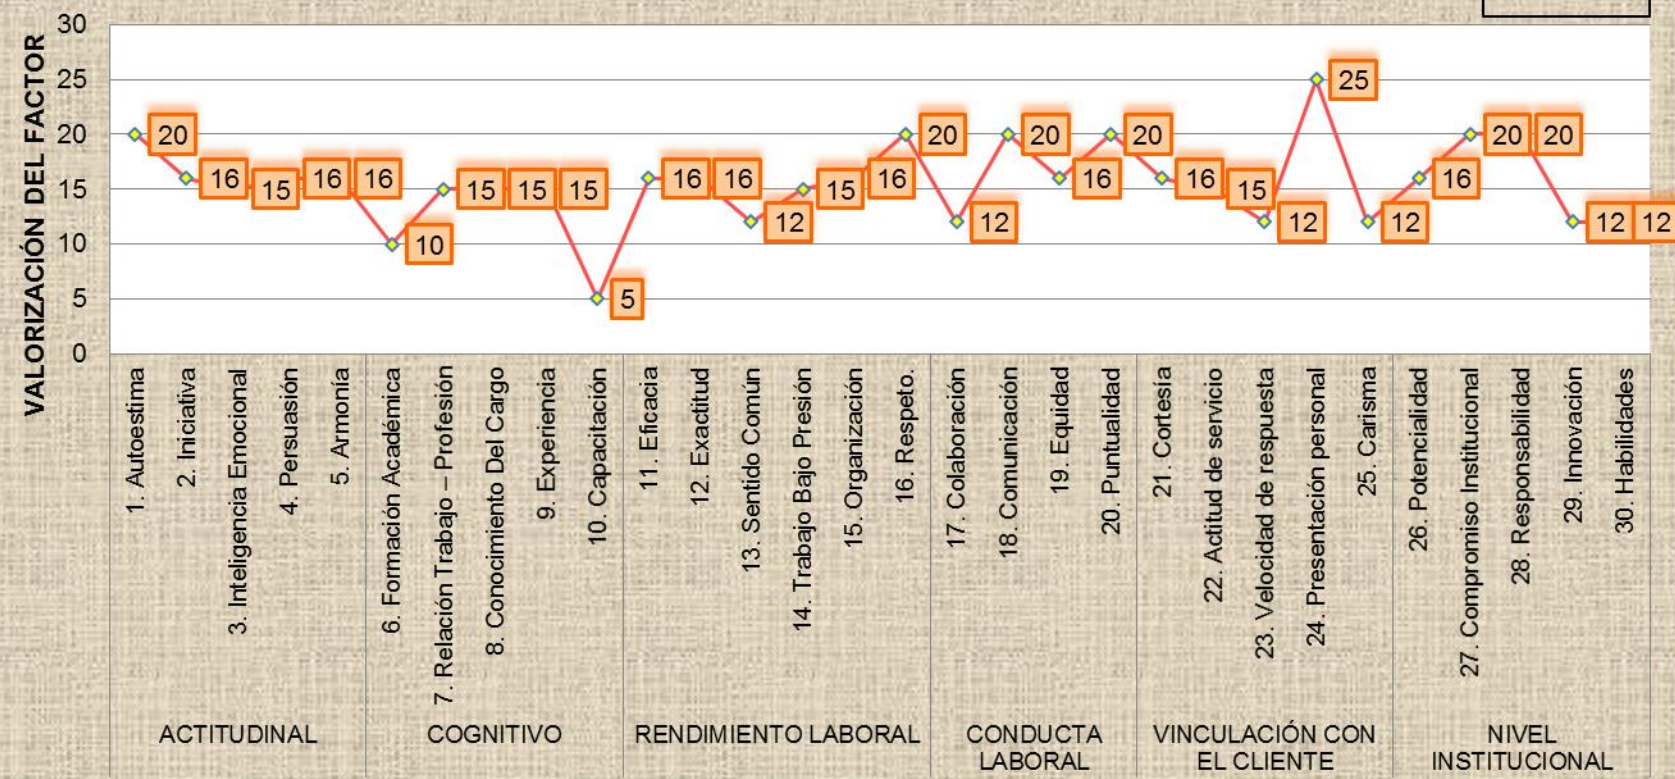 VALORIZACIÓN DEL FACTOR
30
25
20
15
10
5
0
20
16
15
16
16
10
15
15
15
5
16
16
12
15
16
20
12
20
16
20
16
15
12
25
12
16
20
20
12
12
1. Autoestima
2. Iniciativa
3. Inteligencia Emocional
4. Persuasión
5. Armonía
6. Formación Académica
7. Relación Trabajo – Profesión
8. Conocimiento Del Cargo
9. Experiencia
10. Capacitación
11. Eficacia
12. Exactitud
13. Sentido Común
14. Trabajo Bajo Presión
15. Organización
16. Respeto.
17. Colaboración
18. Comunicación
19. Equidad
20. Puntualidad
21. Cortesía
22. Actitud de servicio
23. Velocidad de respuesta
24. Presentación personal
25. Carisma
26. Potencialidad
27. Compromiso Institucional
28. Responsabilidad
29. Innovación
30. Habilidades
ACTITUDINAL
COGNITIVO
RENDIMIENTO LABORAL
CONDUCTA
LABORAL
VINCULACIÓN CON
EL CLIENTE
NIVEL
INSTITUCIONAL